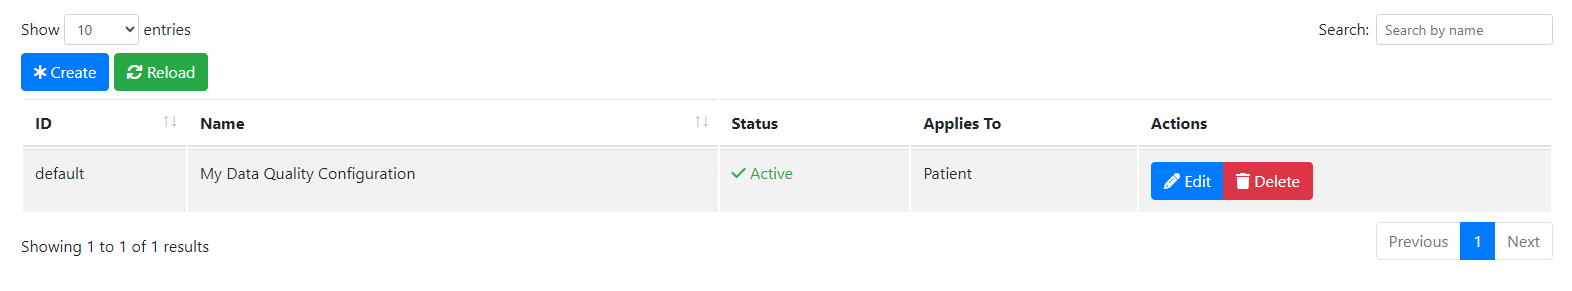 Show 10 entries Search: Search by name
Create Reload
ID Name Status Applies To Actions
default My Data Quality Configuration Active Patient Edit Delete
Showing 1 to 1 of 1 results Previous 1 Next